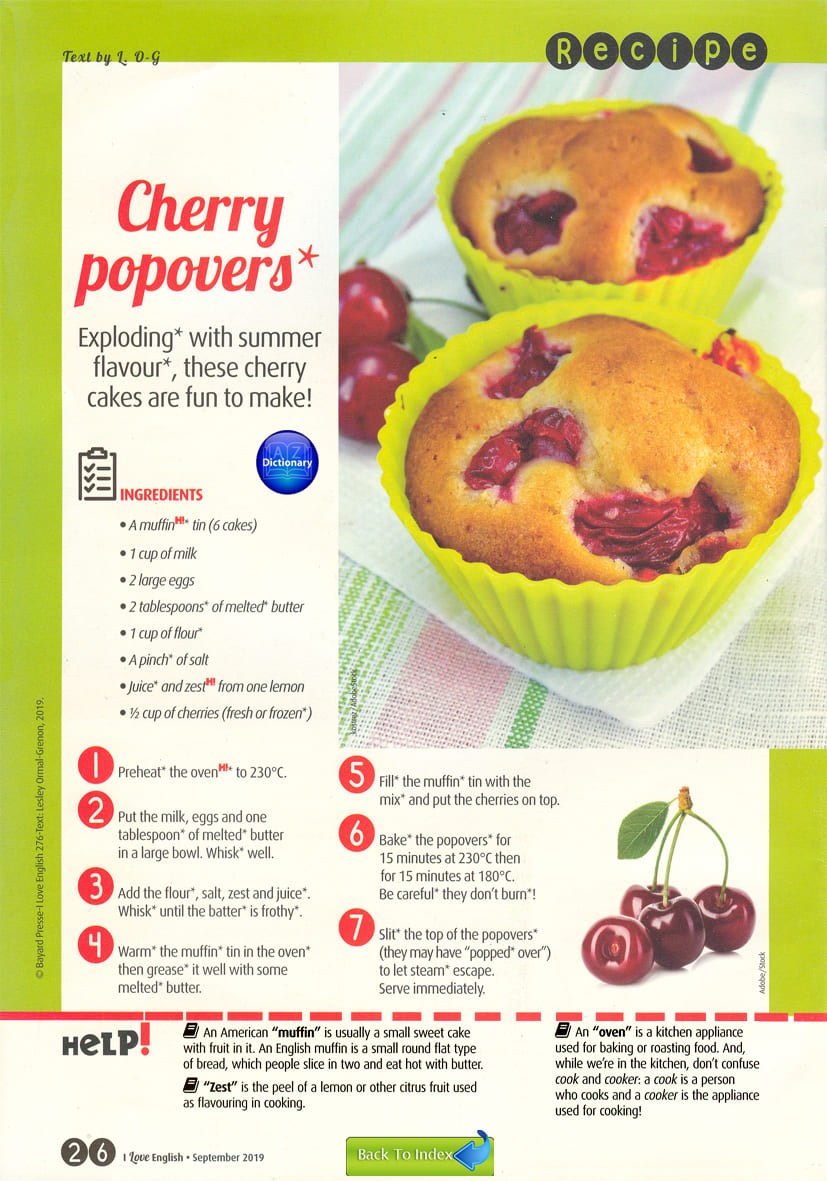 Text by L. O-G
Recipe
Cherry
popovers*
Exploding* with summer
flavour*, these cherry
cakes are fun to make!
AZ
Dictionary
INGREDIENTS
• A muffinH!* tin (6 cakes)
• 1 cup of milk
• 2 large eggs
• 2 tablespoons* of melted* butter
• 1 cup of flour*
• A pinch* of salt
• Juice* and zestH! from one lemon
• ½ cup of cherries (fresh or frozen*)
1 Preheat* the ovenH!* to 230°C.
2 Put the milk, eggs and one
tablespoon* of melted* butter
in a large bowl. Whisk* well.
3 Add the flour*, salt, zest and juice*.
Whisk* until the batter* is frothy*.
4 Warm* the muffin* tin in the oven*
then grease* it well with some
melted* butter.
5 Fill* the muffin* tin with the
mix* and put the cherries on top.
6 Bake* the popovers* for
15 minutes at 230°C then
for 15 minutes at 180°C.
Be careful* they don't burn*!
7 Slit* the top of the popovers*
(they may have “popped* over”)
to let steam* escape.
Serve immediately.
© Bayard Presse-I Love English 276-Text: Lesley Ormal-Grenon, 2019.
/AdobeStock
Adobe/Stock
HELP!
An American “muffin” is usually a small sweet cake
with fruit in it. An English muffin is a small round flat type
of bread, which people slice in two and eat hot with butter.
“Zest” is the peel of a lemon or other citrus fruit used
as flavouring in cooking.
An “oven” is a kitchen appliance
used for baking or roasting food. And,
while we're in the kitchen, don't confuse
cook and cooker: a cook is a person
who cooks and a cooker is the appliance
used for cooking!
26 I Love English • September 2019
Back To Index